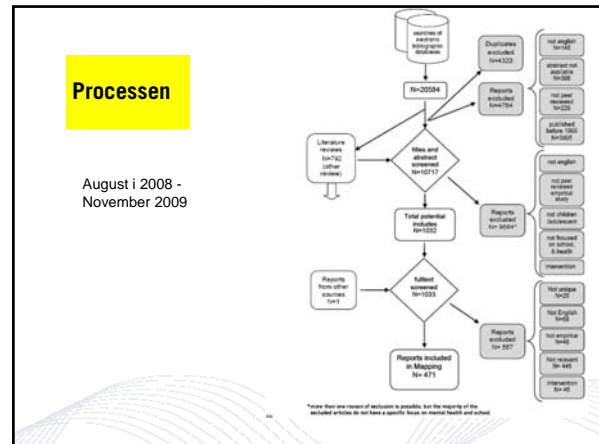 Processen
August i 2008 -
November 2009
searches of
electronic
bibliographic
databases
N=20584
Duplicates
excluded
N=4323
Reports
excluded
N=4754
not english
N=142
abstract not
available
not peer
reviewed
published
before 1999
Literature
reviews
N=792
(other
review)
titles and
abstract
screened
N=10717
not english
not peer
reviewed
empirical
study
not children
/adolescent
not focused
on school,
& health
intervention
Reports
excluded
N= 9684*
Total potential
includes
N=1032
Reports
from other
sources
N=1
fulltext
screened
N=1033
Not unique
Not English
Not empirical
Not relevant
N=446
Intervention
Reports
excluded
Reports included
in Mapping
N= 471
*more than one reason of exclusion is possible, but the majority of the
excluded articles do not have a specific focus on mental health and school.